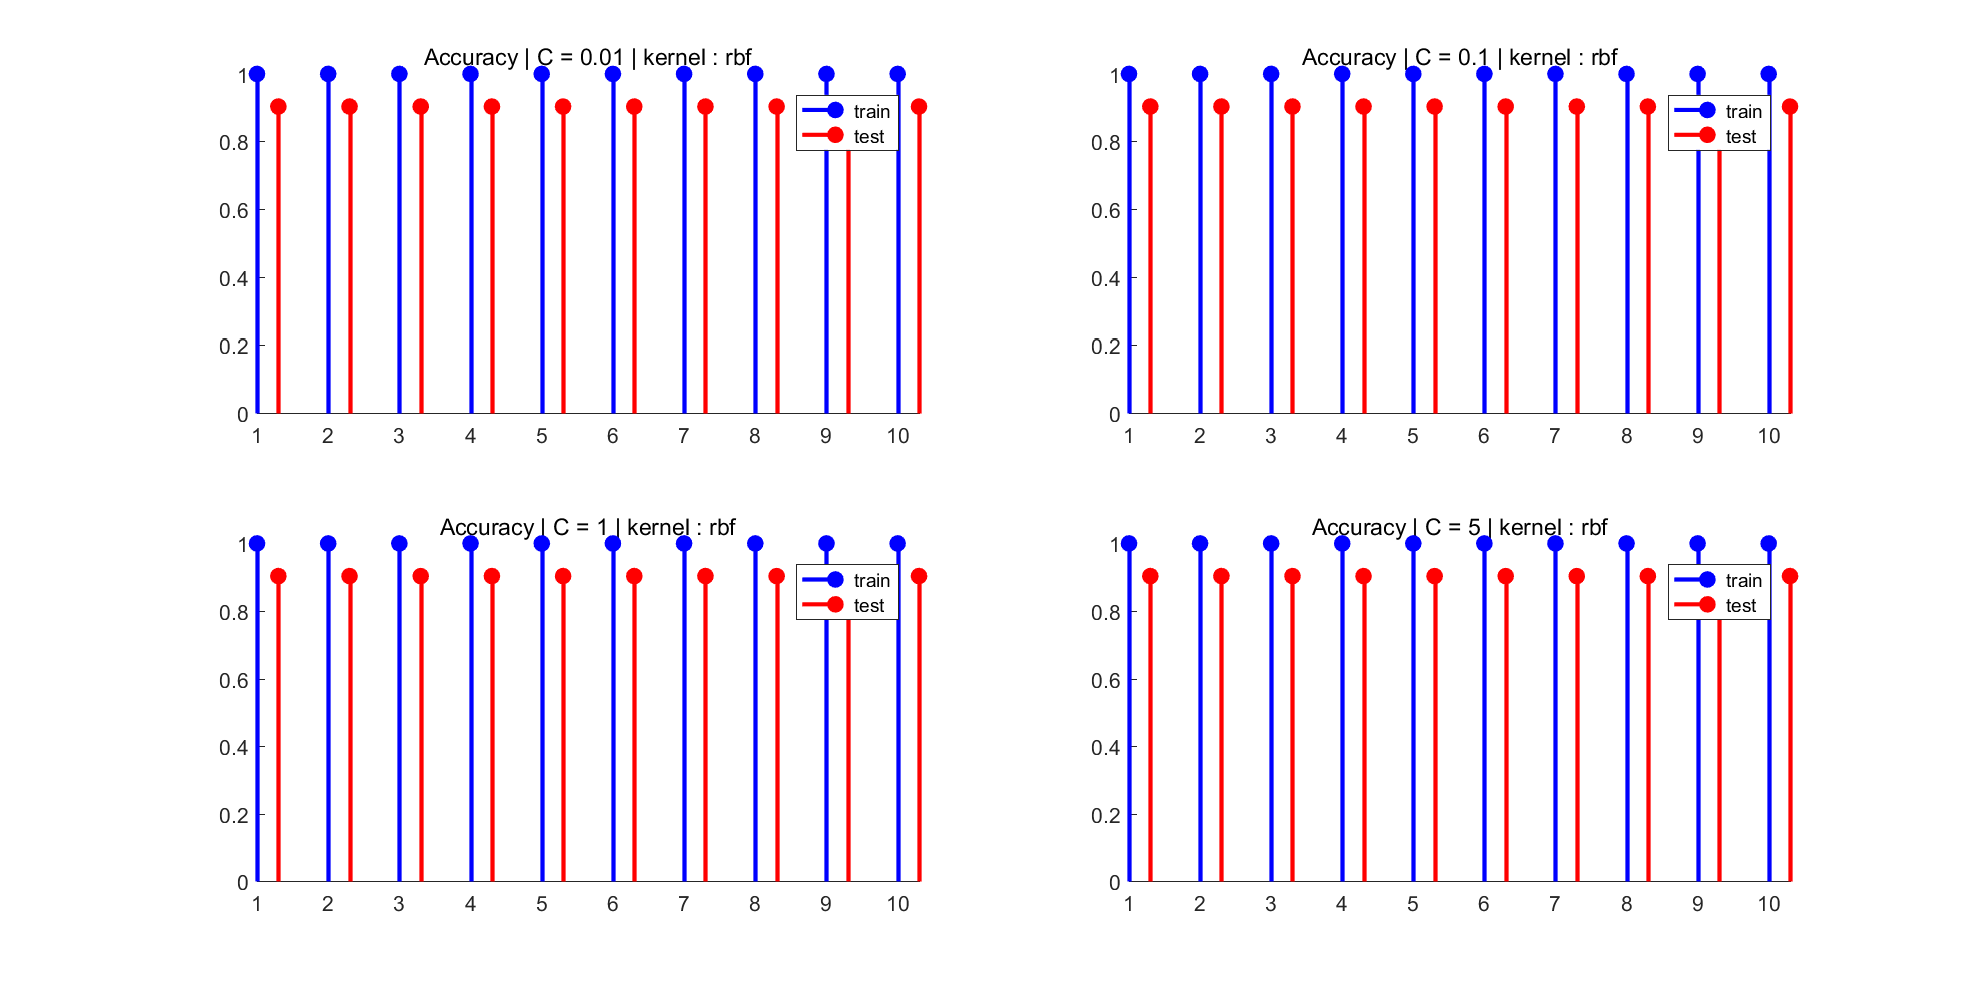 Accuracy | C = 0.01 | kernel : rbf
1
0.8
0.6
0.4
0.2
0
1 2 3 4 5 6 7 8 9 10
train
test
Accuracy | C = 0.1 | kernel : rbf
1
0.8
0.6
0.4
0.2
0
1 2 3 4 5 6 7 8 9 10
train
test
Accuracy | C = 1 | kernel : rbf
1
0.8
0.6
0.4
0.2
0
1 2 3 4 5 6 7 8 9 10
train
test
Accuracy | C = 5 | kernel : rbf
1
0.8
0.6
0.4
0.2
0
1 2 3 4 5 6 7 8 9 10
train
test